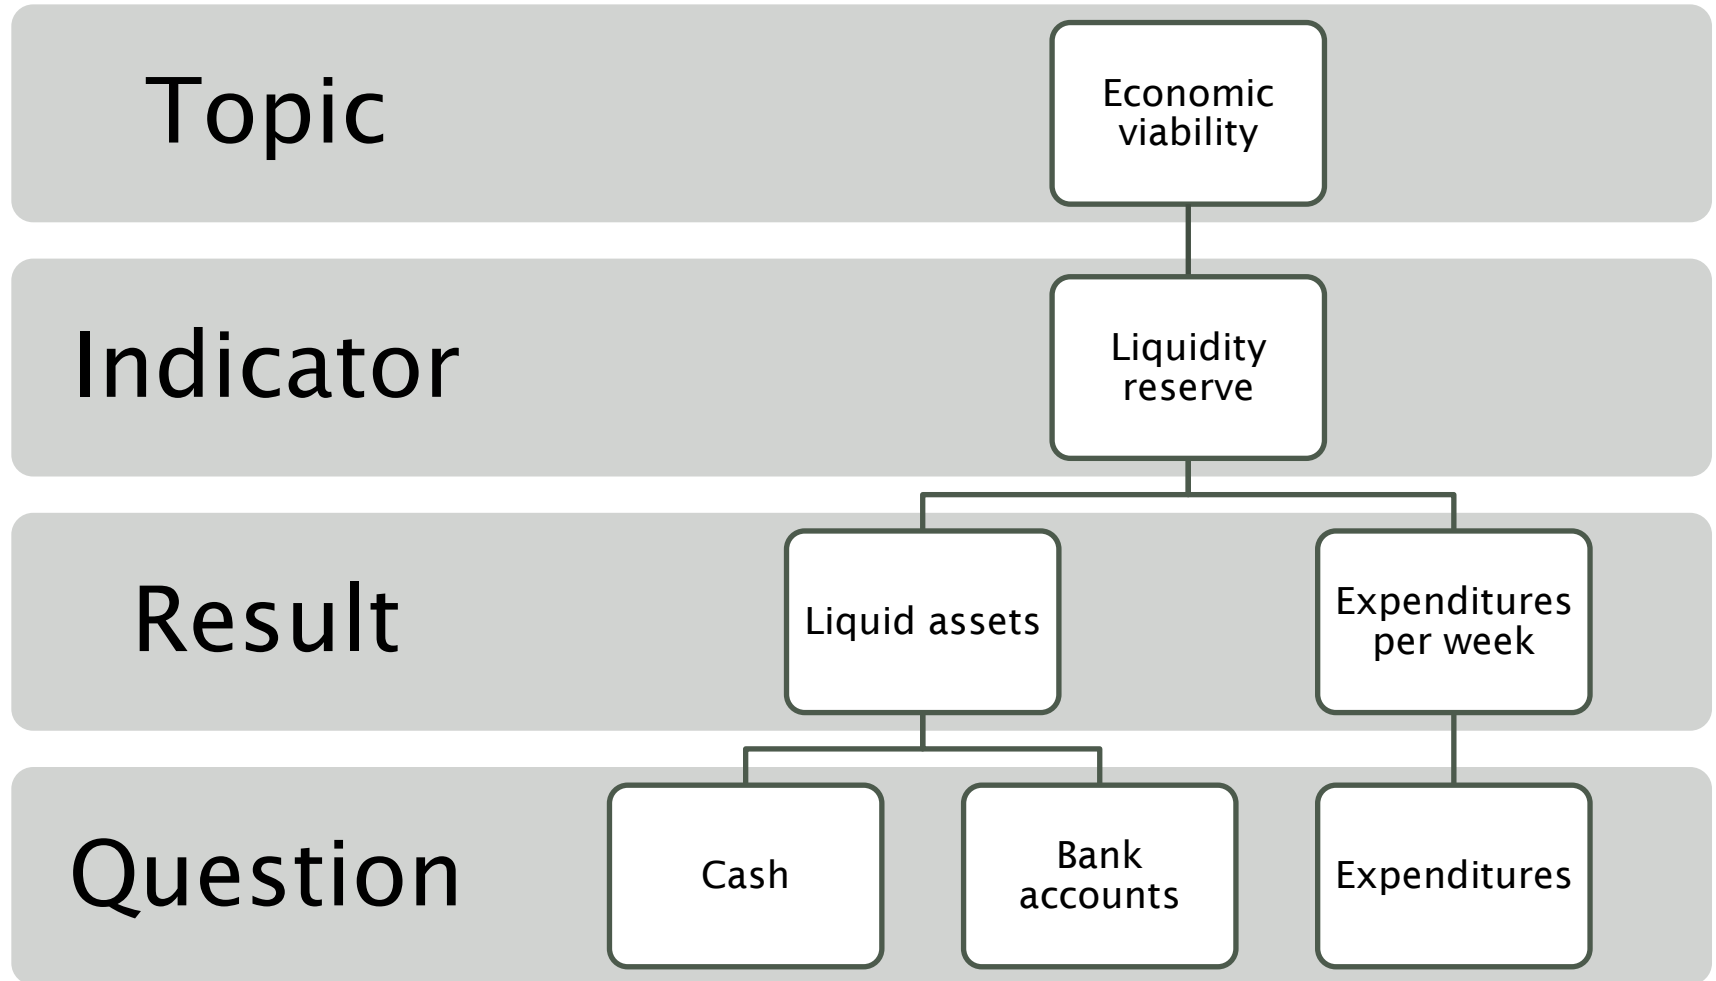 Topic
Economic
viability
Indicator
Liquidity
reserve
Result
Liquid assets
Expenditures
per week
Question
Cash
Bank
accounts
Expenditures